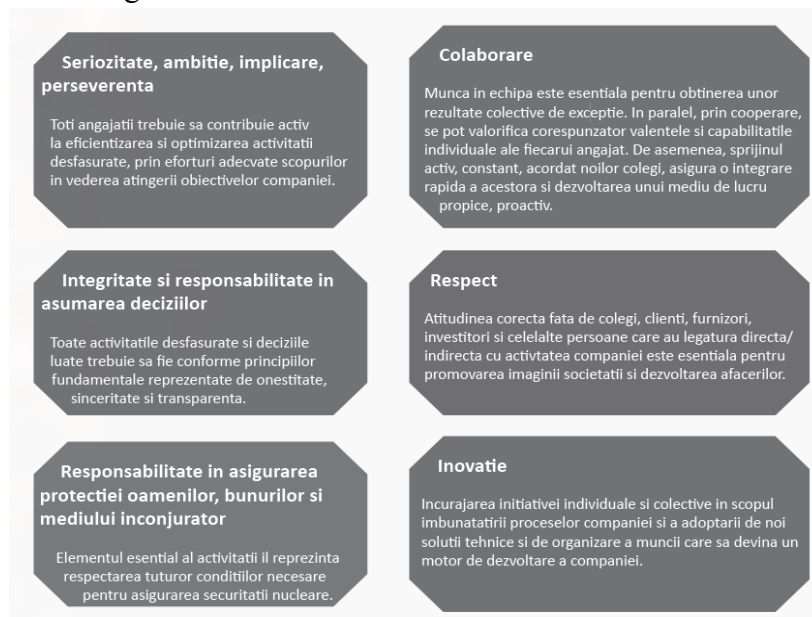 Seriozitate, ambitie, implicare,
perseverenta
Toti angajatii trebuie sa contribuie activ
la eficientizarea si optimizarea activitatii
desfasurate, prin eforturi adecvate scopurilor
in vederea atingerii obiectivelor companiei.
Colaborare
Munca in echipa este esentiala pentru obtinerea unor
rezultate colective de exceptie. In paralel, prin cooperare,
se pot valorifica corespunzator valentele si capabilitatile
individuale ale fiecarui angajat. De asemenea, sprijinul
activ, constant, acordat noilor colegi, asigura o integrare
rapida a acestora si dezvoltarea unui mediu de lucru
propice, proactiv.
Integritate si responsabilitate in
asumarea deciziilor
Toate activitatile desfasurate si deciziile
luate trebuie sa fie conforme principiilor
fundamentale reprezentate de onestitate,
sinceritate si transparenta.
Respect
Atitudinea corecta fata de colegi, clienti, furnizori,
investitori si celelalte persoane care au legatura directa/
indirecta cu activtatea companiei este esentiala pentru
promovarea imaginii societatii si dezvoltarea afacerilor.
Responsabilitate in asigurarea
protectiei oamenilor, bunurilor si
mediului inconjurator
Elementul esential al activitatii il reprezinta
respectarea tuturor conditiilor necesare
pentru asigurarea securitatii nucleare.
Inovatie
Incurajarea initiativei individuale si colective in scopul
imbunatatirii proceselor companiei si a adoptarii de noi
solutii tehnice si de organizare a muncii care sa devina un
motor de dezvoltare a companiei.